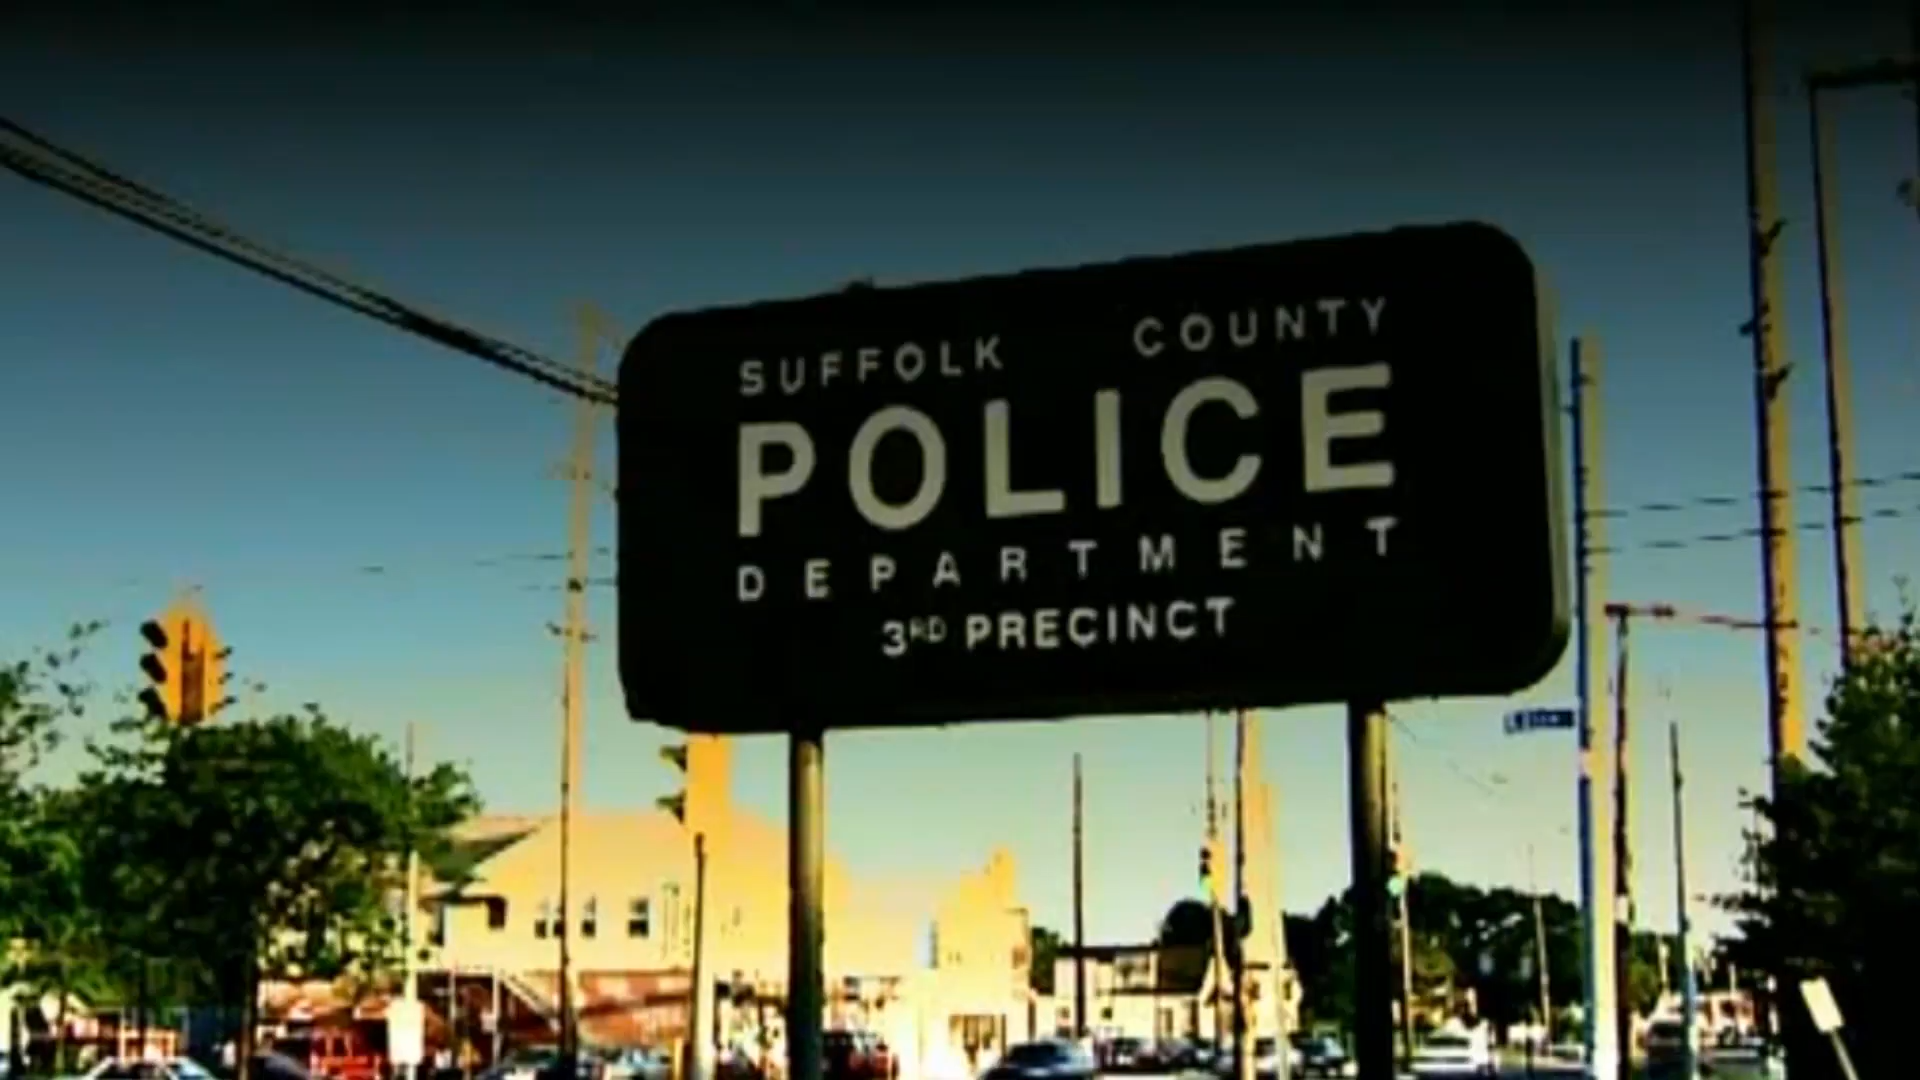 SUFFOLK COUNTY
POLICE
DEPARTMENT
3RD PRECINCT